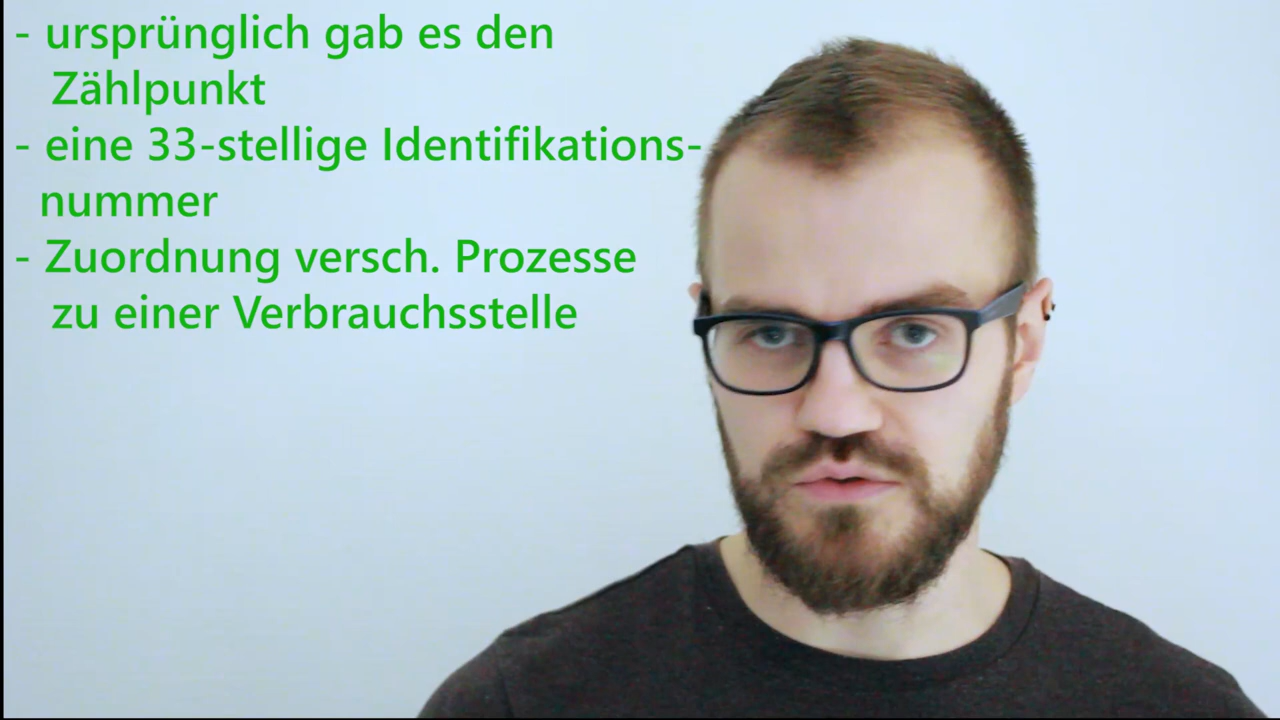 - ursprünglich gab es den
Zählpunkt
- eine 33-stellige Identifikations-
nummer
- Zuordnung versch. Prozesse
zu einer Verbrauchsstelle